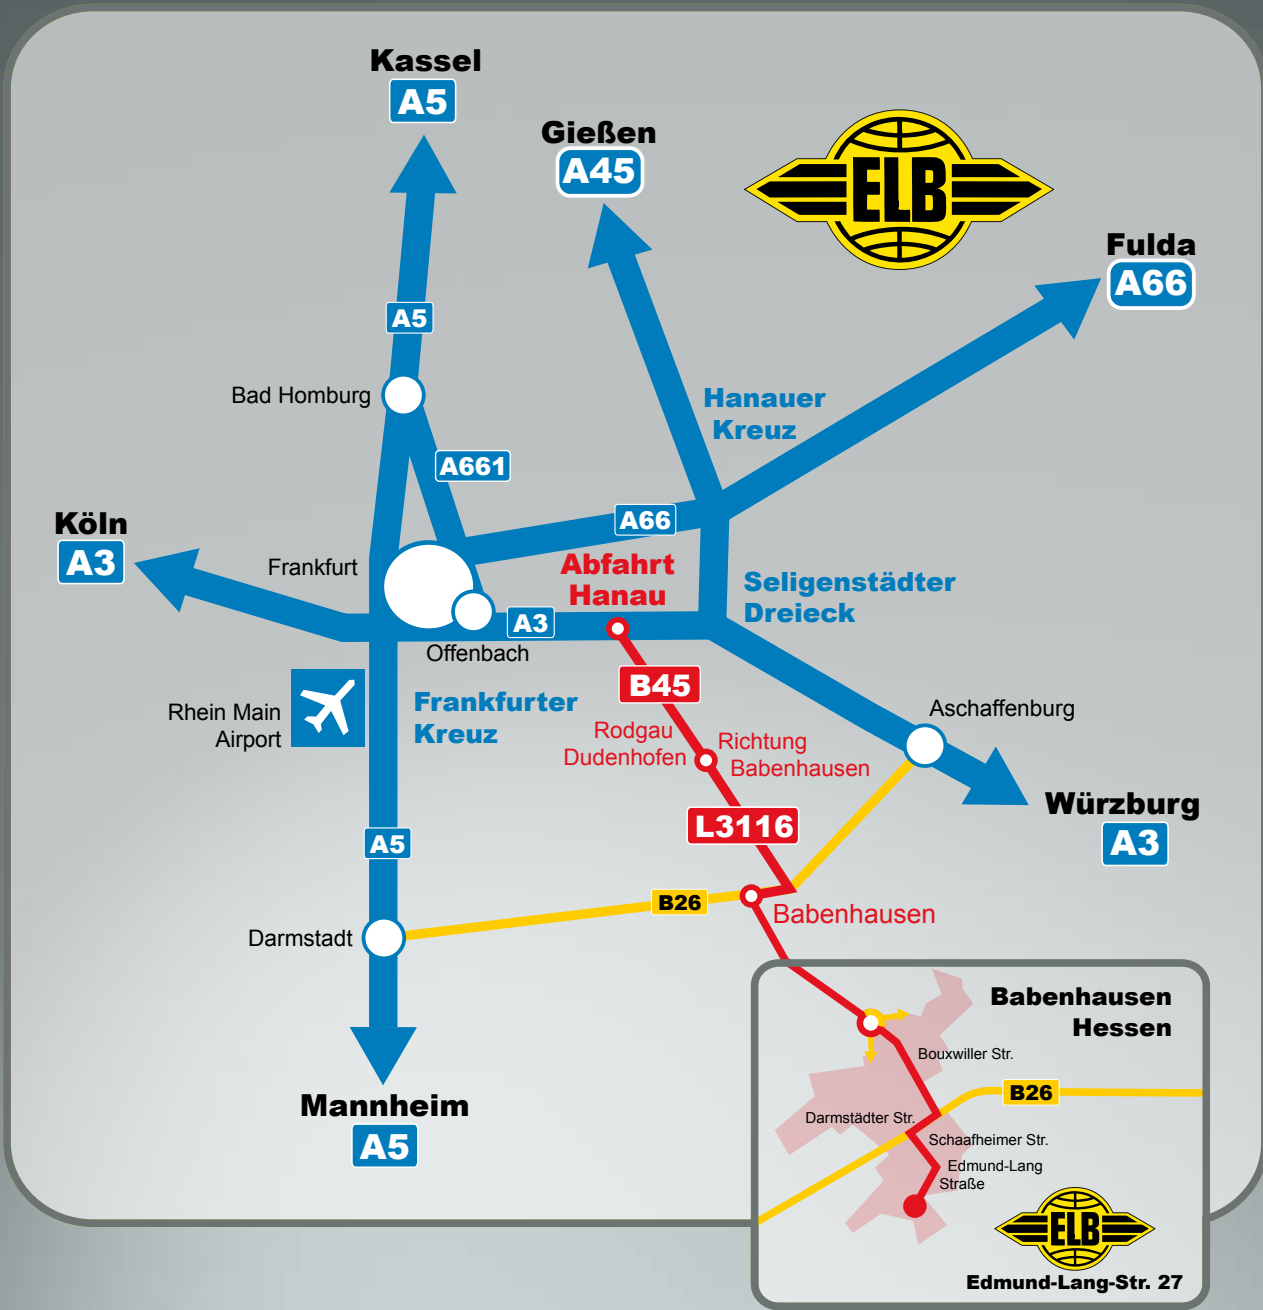 Kassel
A5
Gießen
A45
ELB
Fulda
A66
A5
Bad Homburg
Hanauer
Kreuz
A661
Köln
A3
A66
Frankfurt
Abfahrt
Hanau
Seligenstädter
Dreieck
A3
Offenbach
B45
Rhein Main
Airport
Frankfurter
Kreuz
Rodgau
Dudenhofen
Richtung
Babenhausen
Aschaffenburg
Würzburg
A3
L3116
A5
B26
Babenhausen
Darmstadt
Mannheim
A5
Babenhausen
Hessen
Bouxwiller Str.
B26
Darmstädter Str.
Schaafheimer Str.
Edmund-Lang
Straße
ELB
Edmund-Lang-Str. 27